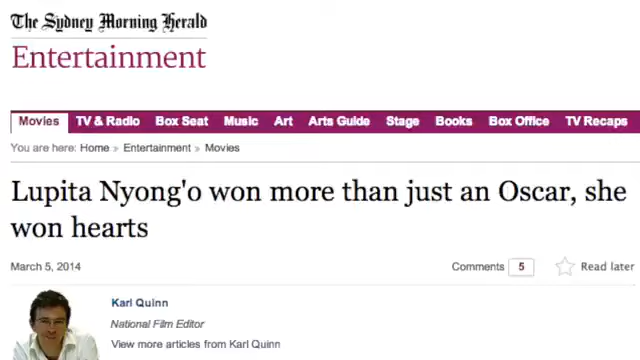 The Sydney Morning Herald
Entertainment
Movies TV & Radio Box Seat Music Art Arts Guide Stage Books Box Office TV Recaps
You are here: Home » Entertainment » Movies
Lupita Nyong'o won more than just an Oscar, she
won hearts
March 5, 2014 Comments 5 Read later
Karl Quinn
National Film Editor
View more articles from Karl Quinn